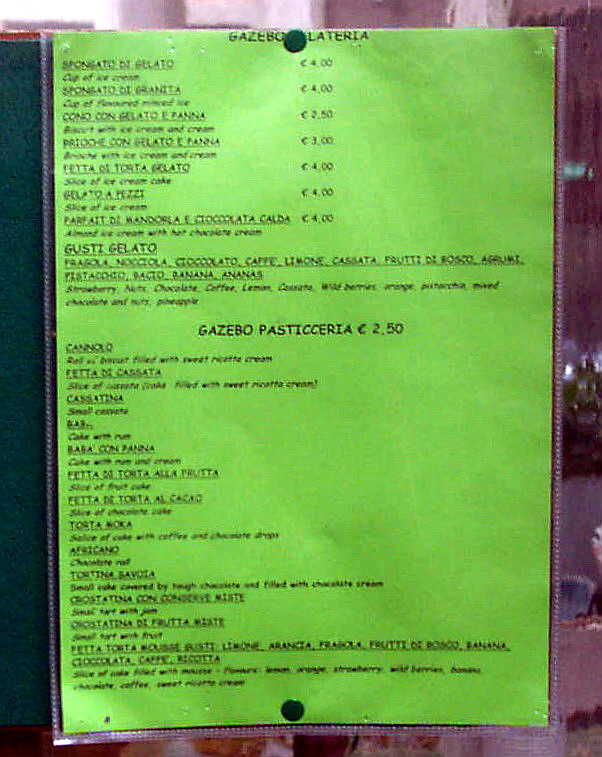 GAZEBO LATERIA
SPONGATO DI GELATO € 4,00
Cup of ice cream
SPONGATO DI GRANITA € 4,00
Cup of flavoured minced ice
CONO CON GELATO E PANNA € 2,50
Biscuit with ice cream and cream
BRIOCHE CON GELATO E PANNA € 3,00
Brioche with ice cream and cream
FETTA DI TORTA GELATO € 4,00
Slice of ice cream cake
GELATO A PEZZI € 4,00
Slice of ice cream
PARFAIT DI MANDORLA E CIOCCOLATA CALDA € 4,00
Almond ice cream with hot chocolate cream
GUSTI GELATO
FRAGOLA, NOCCIOLA, CIOCCOLATO, CAFFE', LIMONE, CASSATA, FRUTTI DI BOSCO, AGRUMI,
PISTACCHIO, BACIO, BANANA, ANANAS
Strawberry, Nuts, Chocolate, Coffee, Lemon, Cassata, Wild berries, orange, pistacchio, mixed
chocolate and nuts, pineapple
GAZEBO PASTICCERIA € 2,50
CANNOLO
Roll of biscuit filled with sweet ricotta cream
FETTA DI CASSATA
Slice of cassata (cake filled with sweet ricotta cream)
CASSATINA
Small cassata
Cake with rum
BABA' CON PANNA
Cake with rum and cream
FETTA DI TORTA ALLA FRUTTA
Slice of fruit cake
FETTA DI TORTA AL CACAO
Slice of chocolate cake
TORTA MOKA
Salice of cake with coffee and chocolate drops
AFRICANO
Chocolate roll
TORTINA SAVOIA
Small cake covered by tough chocolate and filled with chocolate cream
CROSTATINA CON CONSERVE MISTE
Small tart with jam
CROSTATINA DI FRUTTA MISTE
Small tart with fruit
FETTA TORTA MOUSSE GUSTI: LIMONE, ARANCIA, FRAGOLA, FRUTTI DI BOSCO, BANANA,
CIOCCOLATA, CAFFE', RICOTTA
Slice of cake filled with mousse - flavours: lemon, orange, strawberry, wild berries, banana,
chocolate, coffee, sweet ricotta cream